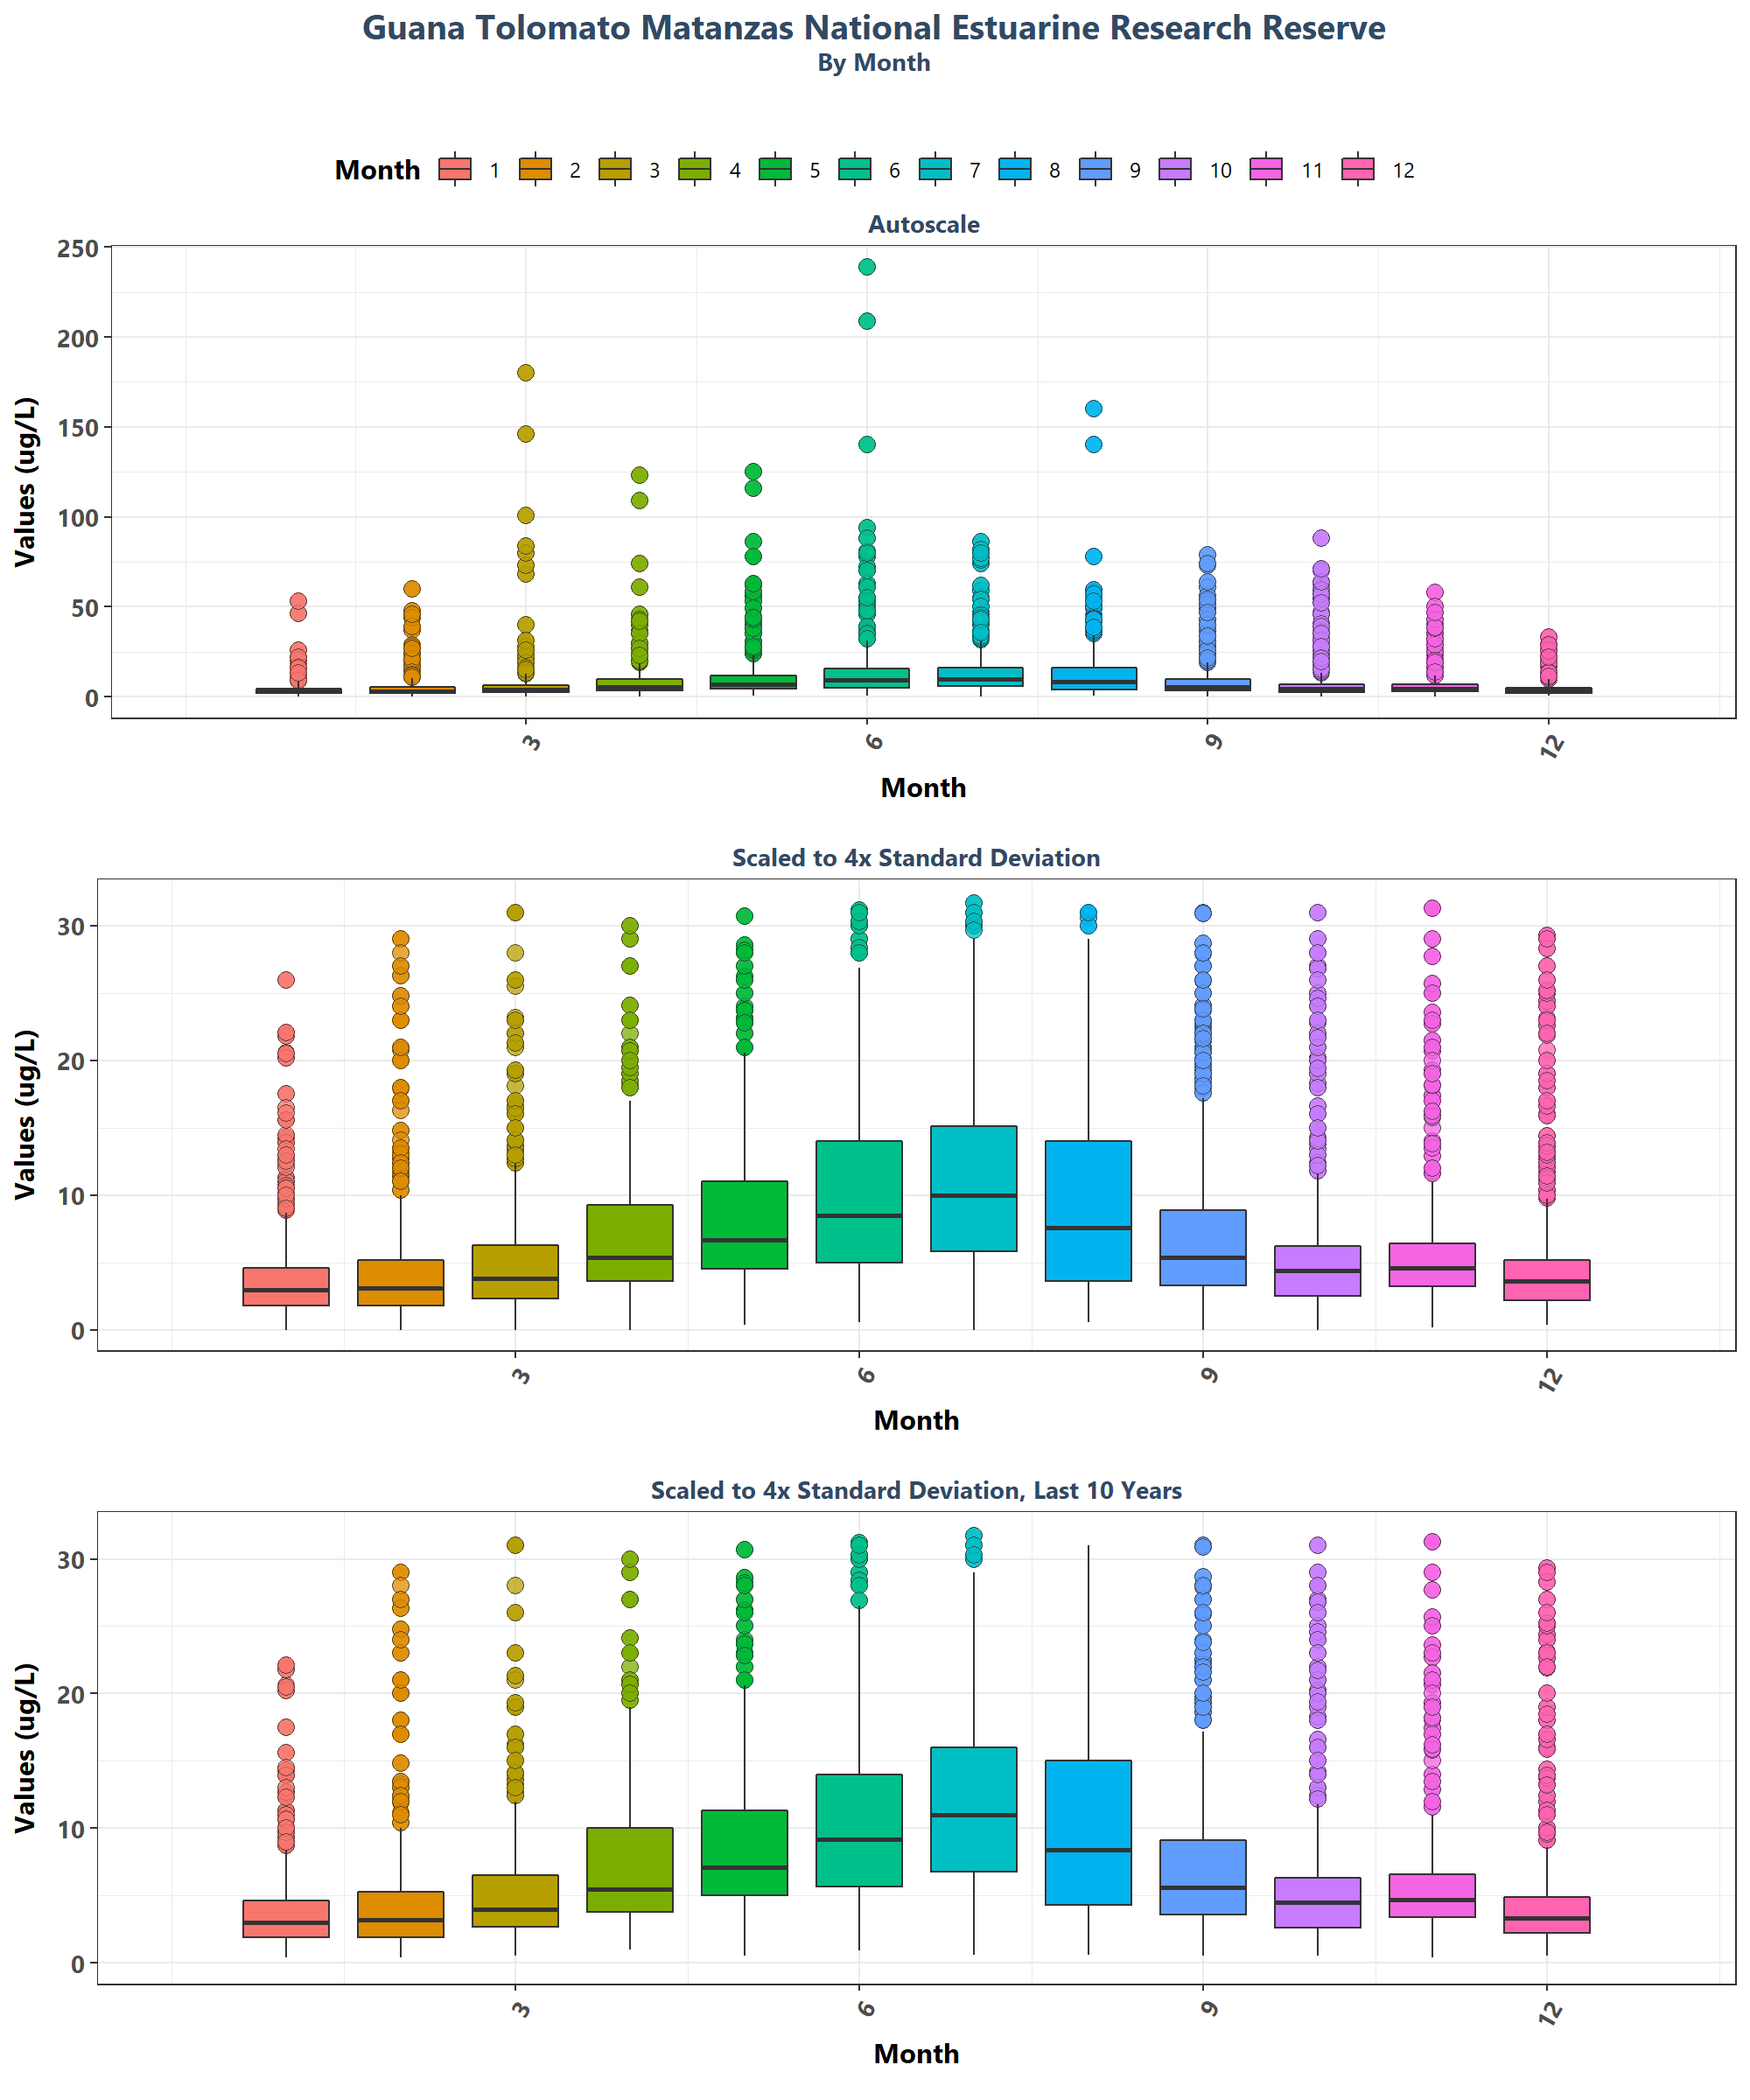 Guana Tolomato Matanzas National Estuarine Research Reserve
By Month
Month 1 2 3 4 5 6 7 8 9 10 11 12
Autoscale
Values (ug/L)
250
200
150
100
50
0
3 6 9 12
Month
Scaled to 4x Standard Deviation
Values (ug/L)
30
20
10
0
3 6 9 12
Month
Scaled to 4x Standard Deviation, Last 10 Years
Values (ug/L)
30
20
10
0
3 6 9 12
Month